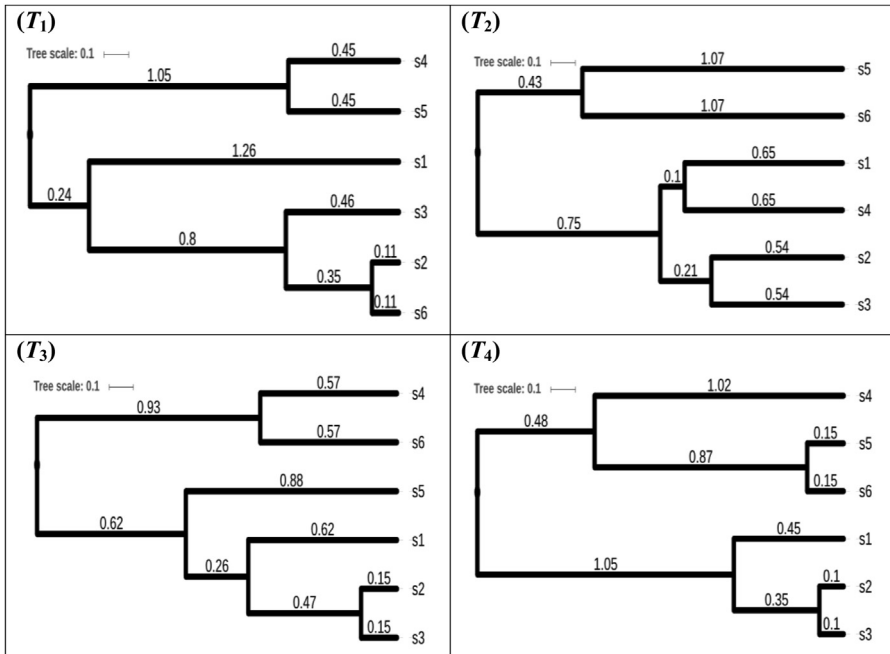 (T1)
Tree scale: 0.1
0.45
s4
1.05
0.45
s5
1.26
s1
0.24
0.46
s3
0.8
0.11
s2
0.35
0.11
s6
(T2)
Tree scale: 0.1
1.07
s5
0.43
1.07
s6
0.65
s1
0.1
0.65
s4
0.75
0.54
s2
0.21
0.54
s3
(T3)
Tree scale: 0.1
0.57
s4
0.93
0.57
s6
0.88
s5
0.62
0.62
s1
0.26
0.15
s2
0.47
0.15
s3
(T4)
Tree scale: 0.1
1.02
s4
0.48
0.15
s5
0.87
0.15
s6
0.45
s1
1.05
0.1
s2
0.35
0.1
s3